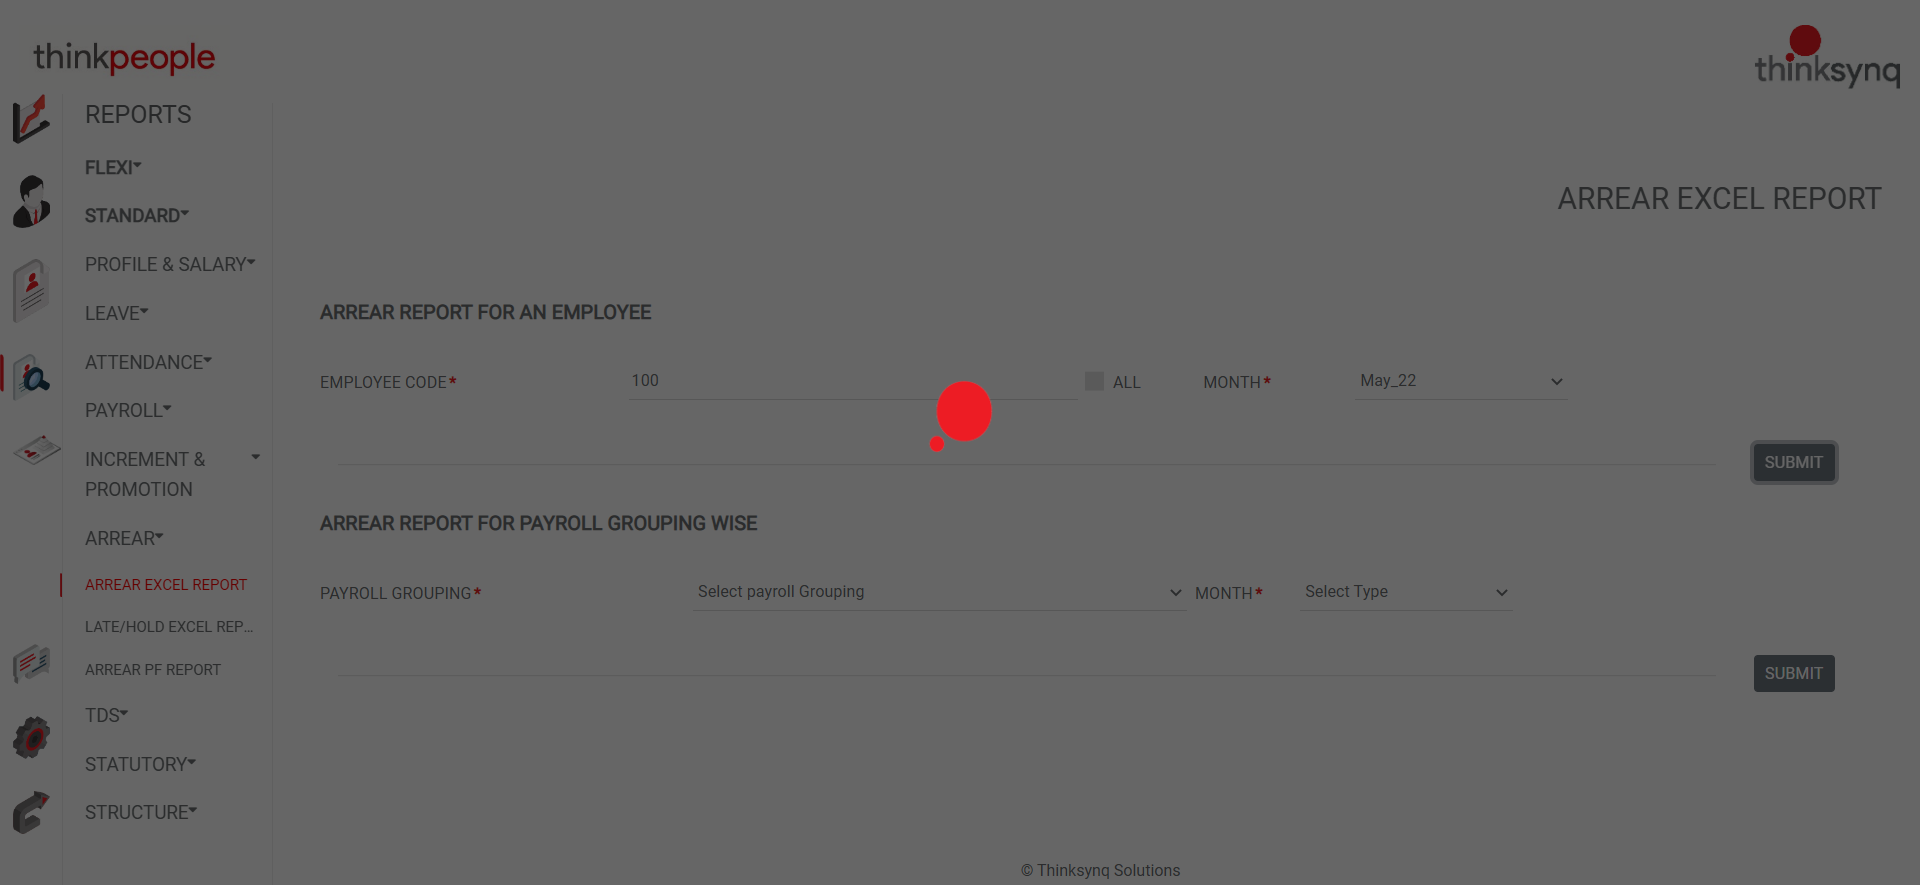 thinkpeople
thinksynq
REPORTS
FLEXI
STANDARD
PROFILE & SALARY
LEAVE
ATTENDANCE
PAYROLL
INCREMENT &
PROMOTION
ARREAR
ARREAR EXCEL REPORT
LATE/HOLD EXCEL REP...
ARREAR PF REPORT
TDS
STATUTORY
STRUCTURE
ARREAR EXCEL REPORT
ARREAR REPORT FOR AN EMPLOYEE
EMPLOYEE CODE* 100 ALL MONTH* May_22
SUBMIT
ARREAR REPORT FOR PAYROLL GROUPING WISE
PAYROLL GROUPING* Select payroll Grouping MONTH* Select Type
SUBMIT
© Thinksynq Solutions